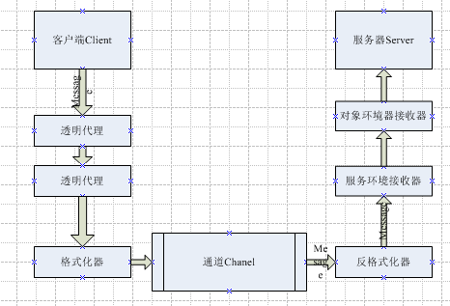 客户端Client
Messag
e
透明代理
透明代理
格式化器
通道Chanel
Me
ssag
e
反格式化器
Message
服务环境接收器
对象环境器接收器
服务器Server